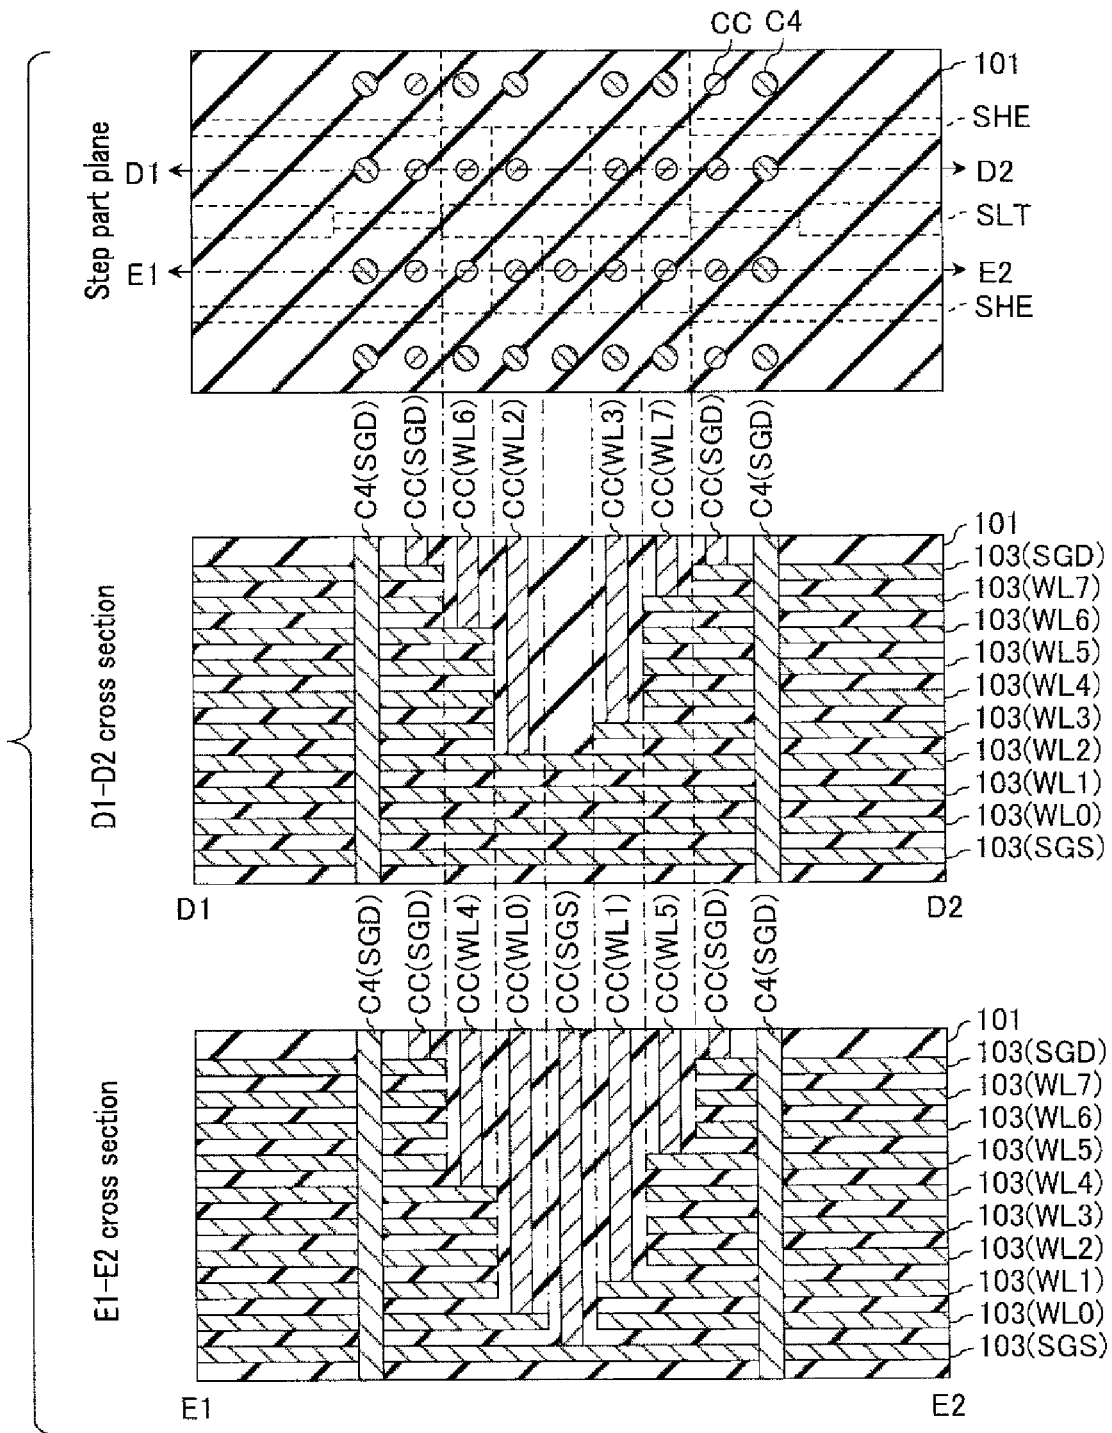 CC C4
101
SHE
D1 D2
SLT
E1 E2
SHE
Step part plane
C4(SGD)
CC(SGD)
CC(WL6)
CC(WL2)
CC(WL3)
CC(WL7)
CC(SGD)
C4(SGD)
101
103(SGD)
103(WL7)
103(WL6)
103(WL5)
103(WL4)
103(WL3)
103(WL2)
103(WL1)
103(WL0)
103(SGS)
D1-D2 cross section
D1 D2
C4(SGD)
CC(SGD)
CC(WL4)
CC(WL0)
CC(SGS)
CC(WL1)
CC(WL5)
CC(SGD)
C4(SGD)
101
103(SGD)
103(WL7)
103(WL6)
103(WL5)
103(WL4)
103(WL3)
103(WL2)
103(WL1)
103(WL0)
103(SGS)
E1-E2 cross section
E1 E2